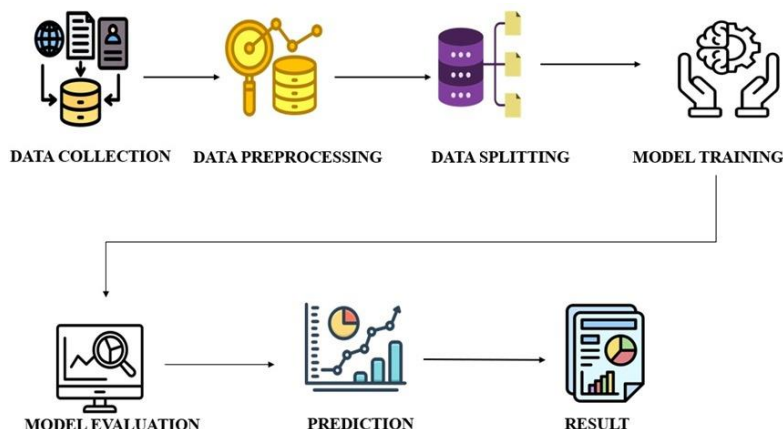 DATA COLLECTION
DATA PREPROCESSING
DATA SPLITTING
MODEL TRAINING
MODEL EVALUATION
PREDICTION
RESULT